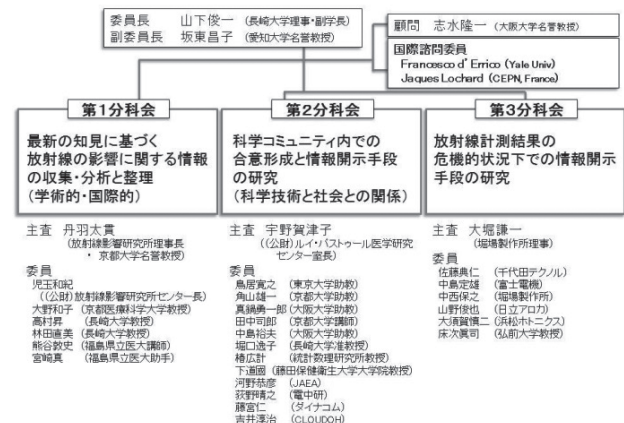 委員長 山下俊一 (長崎大学理事・副学長)
副委員長 坂東昌子 (愛知大学名誉教授)
顧問 志水隆一 (大阪大学名誉教授)
国際諮問委員
Francesco d' Errico (Yale Univ)
Jaques Lochard (CEPN, France)
第1分科会
最新の知見に基づく
放射線の影響に関する情報
の収集・分析と整理
(学術的・国際的)
主査 丹羽太貫
(放射線影響研究所理事長
・京都大学名誉教授)
委員
児玉和紀
((公財)放射線影響研究所センター長)
大野和子 (京都医療科学大学教授)
高村昇 (長崎大学教授)
林田直美 (長崎大学教授)
熊谷敦史 (福島県立医大講師)
宮崎真 (福島県立医大助手)
第2分科会
科学コミュニティ内での
合意形成と情報開示手段
の研究
(科学技術と社会との関係)
主査 宇野賀津子
((公財)ルイ・パストゥール医学研究
センター室長)
委員
鳥居寛之 (東京大学助教)
角山雄一 (京都大学助教)
真鍋勇一郎 (大阪大学助教)
田中司郎 (京都大学講師)
中島裕夫 (大阪大学助教)
堀口逸子 (長崎大学准教授)
椿広計 (統計数理研究所教授)
下道國 (藤田保健衛生大学大学院教授)
河野恭彦 (JAEA)
荻野晴之 (電中研)
藤宮仁 (ダイナコム)
吉井淳治 (CLOUDOH)
第3分科会
放射線計測結果の
危機的状況下での情報開示
手段の研究
主査 大堀謙一
(堀場製作所理事)
委員
佐藤典仁 (千代田テクノル)
中島定雄 (富士電機)
中西保之 (堀場製作所)
山野俊也 (日立アロカ)
大須賀慎二 (浜松ホトニクス)
床次眞司 (弘前大学教授)